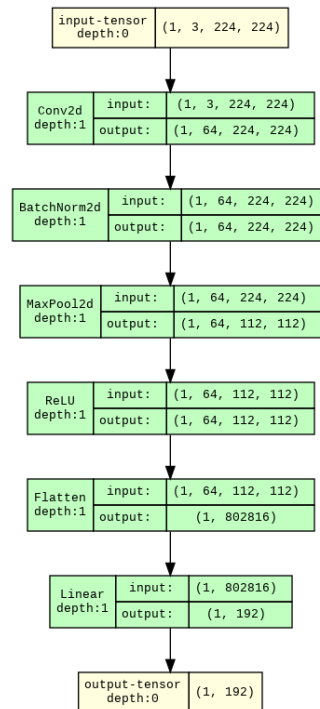 input-tensor
depth:0
(1, 3, 224, 224)
Conv2d
depth:1
input:
(1, 3, 224, 224)
output:
(1, 64, 224, 224)
BatchNorm2d
depth:1
input:
(1, 64, 224, 224)
output:
(1, 64, 224, 224)
MaxPool2d
depth:1
input:
(1, 64, 224, 224)
output:
(1, 64, 112, 112)
ReLU
depth:1
input:
(1, 64, 112, 112)
output:
(1, 64, 112, 112)
Flatten
depth:1
input:
(1, 64, 112, 112)
output:
(1, 802816)
Linear
depth:1
input:
(1, 802816)
output:
(1, 192)
output-tensor
depth:0
(1, 192)